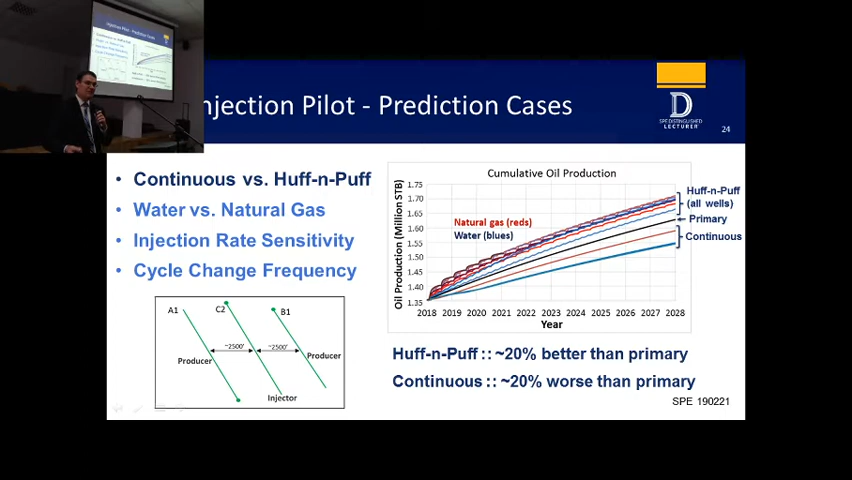 njection Pilot - Prediction Cases
SPE DISTINGUISHED
LECTURER
24
• Continuous vs. Huff-n-Puff
• Water vs. Natural Gas
• Injection Rate Sensitivity
• Cycle Change Frequency
A1
C2
B1
~2500'
~2500'
Producer
Producer
Injector
Cumulative Oil Production
Oil Production (Million STB)
1.75
1.70
1.65
1.60
1.55
1.50
1.45
1.40
1.35
Natural gas (reds)
Water (blues)
Huff-n-Puff
(all wells)
Primary
Continuous
2018 2019 2020 2021 2022 2023 2024 2025 2026 2027 2028
Year
Huff-n-Puff :: ~20% better than primary
Continuous :: ~20% worse than primary
SPE 190221